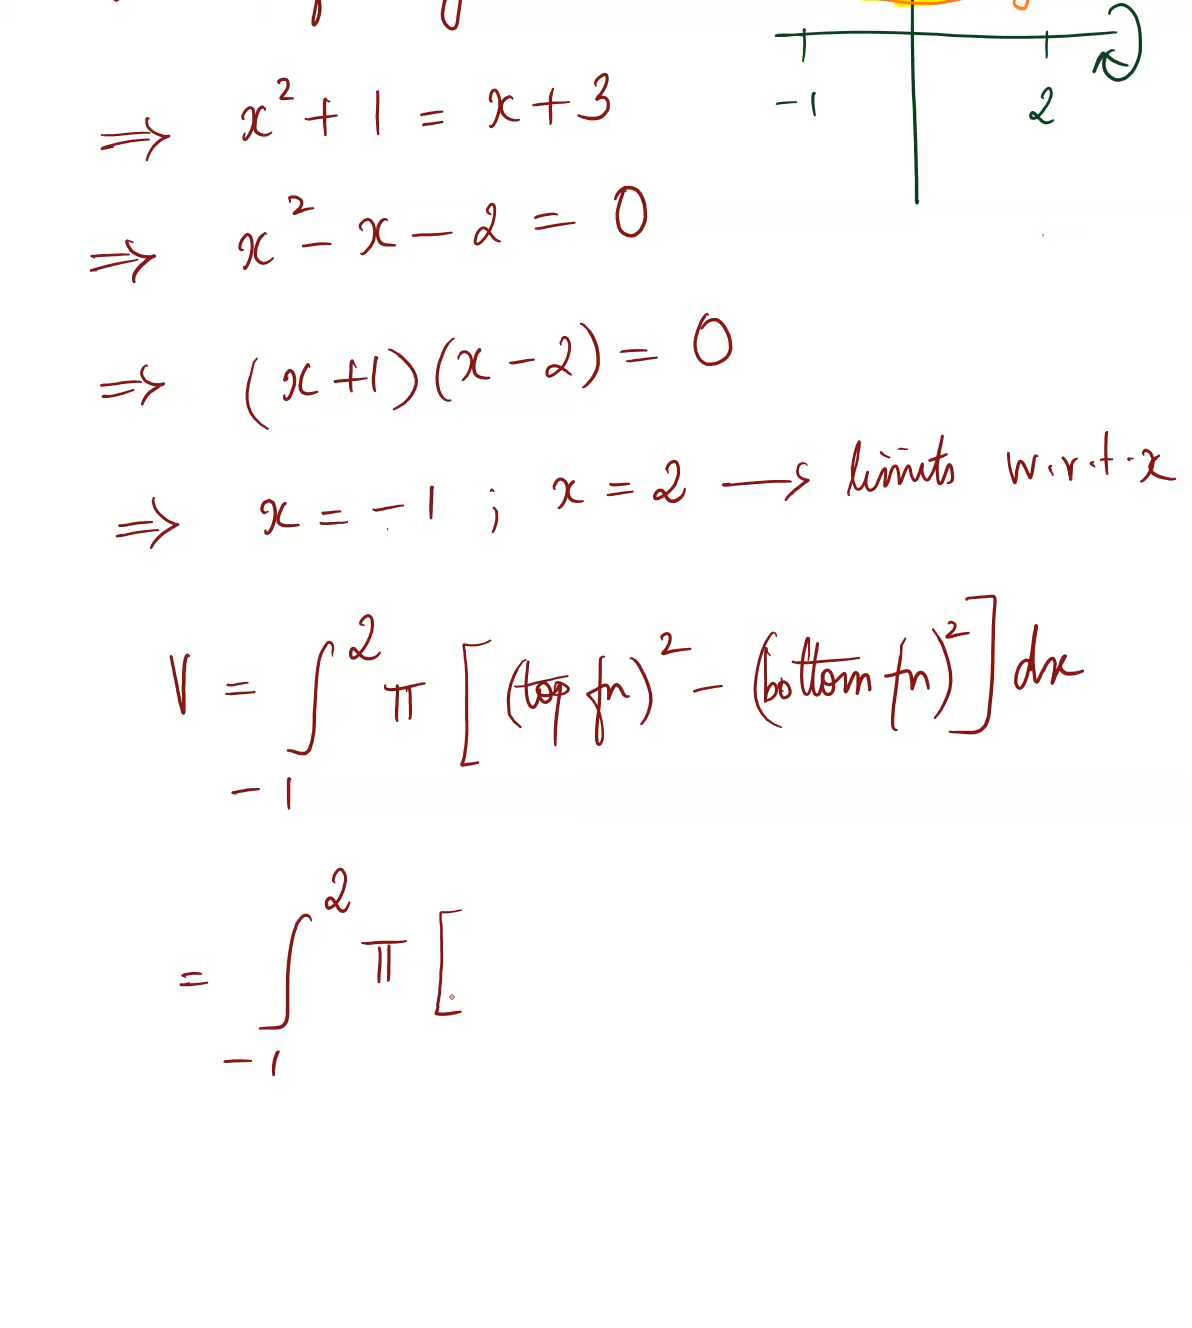 ⇒ x² + 1 = x + 3
-1 2
⇒ x² - x - 2 = 0
⇒ (x+1)(x-2) = 0
⇒ x = -1 ; x = 2 → limits w.r.t.x
V = ∫₋₁² π [(top fn)² - (bottom fn)²] dx
= ∫₋₁² π [